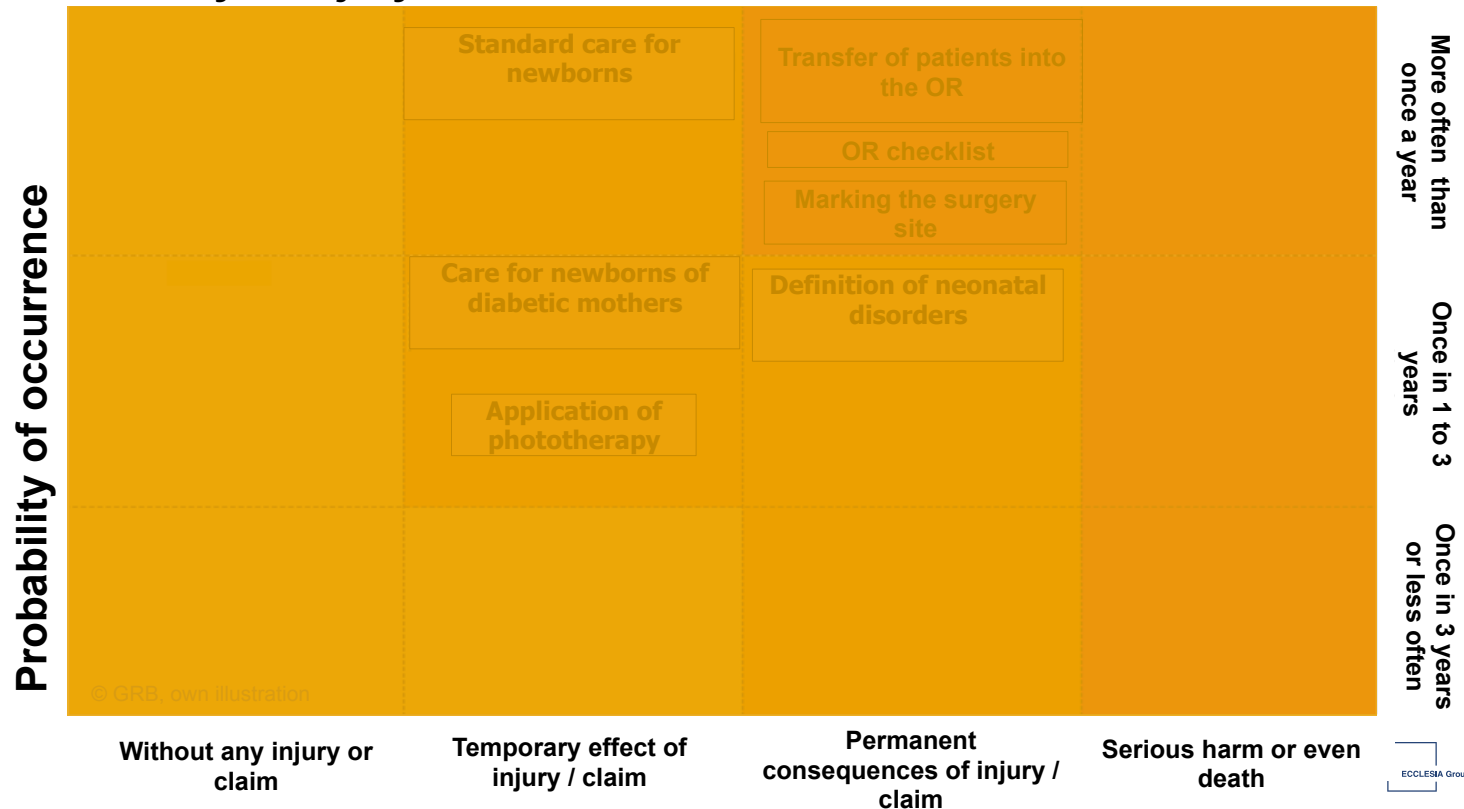 Standard care for
newborns
Transfer of patients into
the OR
OR checklist
Marking the surgery
site
More often than
once a year
Probability of occurrence
Care for newborns of
diabetic mothers
Definition of neonatal
disorders
Application of
phototherapy
Once in 1 to 3
years
Once in 3 years
or less often
© GRB, own illustration
Without any injury or
claim
Temporary effect of
injury / claim
Permanent
consequences of injury /
claim
Serious harm or even
death
ECCLESIA